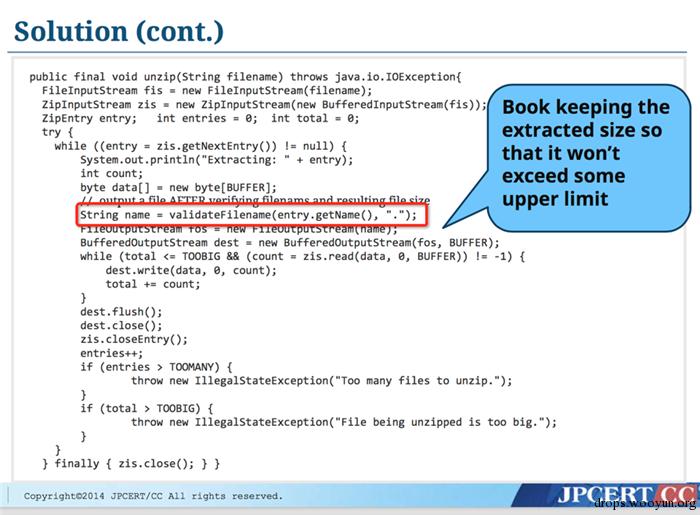 Solution (cont.)
public final void unzip(String filename) throws java.io.IOException{
FileInputStream fis = new FileInputStream(filename);
ZipInputStream zis = new ZipInputStream(new BufferedInputStream(fis));
ZipEntry entry;   int entries = 0;  int total = 0;
try {
while ((entry = zis.getNextEntry()) != null) {
System.out.println("Extracting: " + entry);
int count;
byte data[] = new byte[BUFFER];
// output a file AFTER verifying filenams and resulting file size
String name = validateFilename(entry.getName(), ".");
FileOutputStream fos = new FileOutputStream(name);
BufferedOutputStream dest = new BufferedOutputStream(fos, BUFFER);
while (total <= TOOBIG && (count = zis.read(data, 0, BUFFER)) != -1) {
dest.write(data, 0, count);
total += count;
}
dest.flush();
dest.close();
zis.closeEntry();
entries++;
if (entries > TOOMANY) {
throw new IllegalStateException("Too many files to unzip.");
}
if (total > TOOBIG) {
throw new IllegalStateException("File being unzipped is too big.");
}
}
} finally { zis.close(); } }
Book keeping the
extracted size so
that it won't
exceed some
upper limit
Copyright©2014 JPCERT/CC All rights reserved.
JPCERT CC
drops.wooyun.org